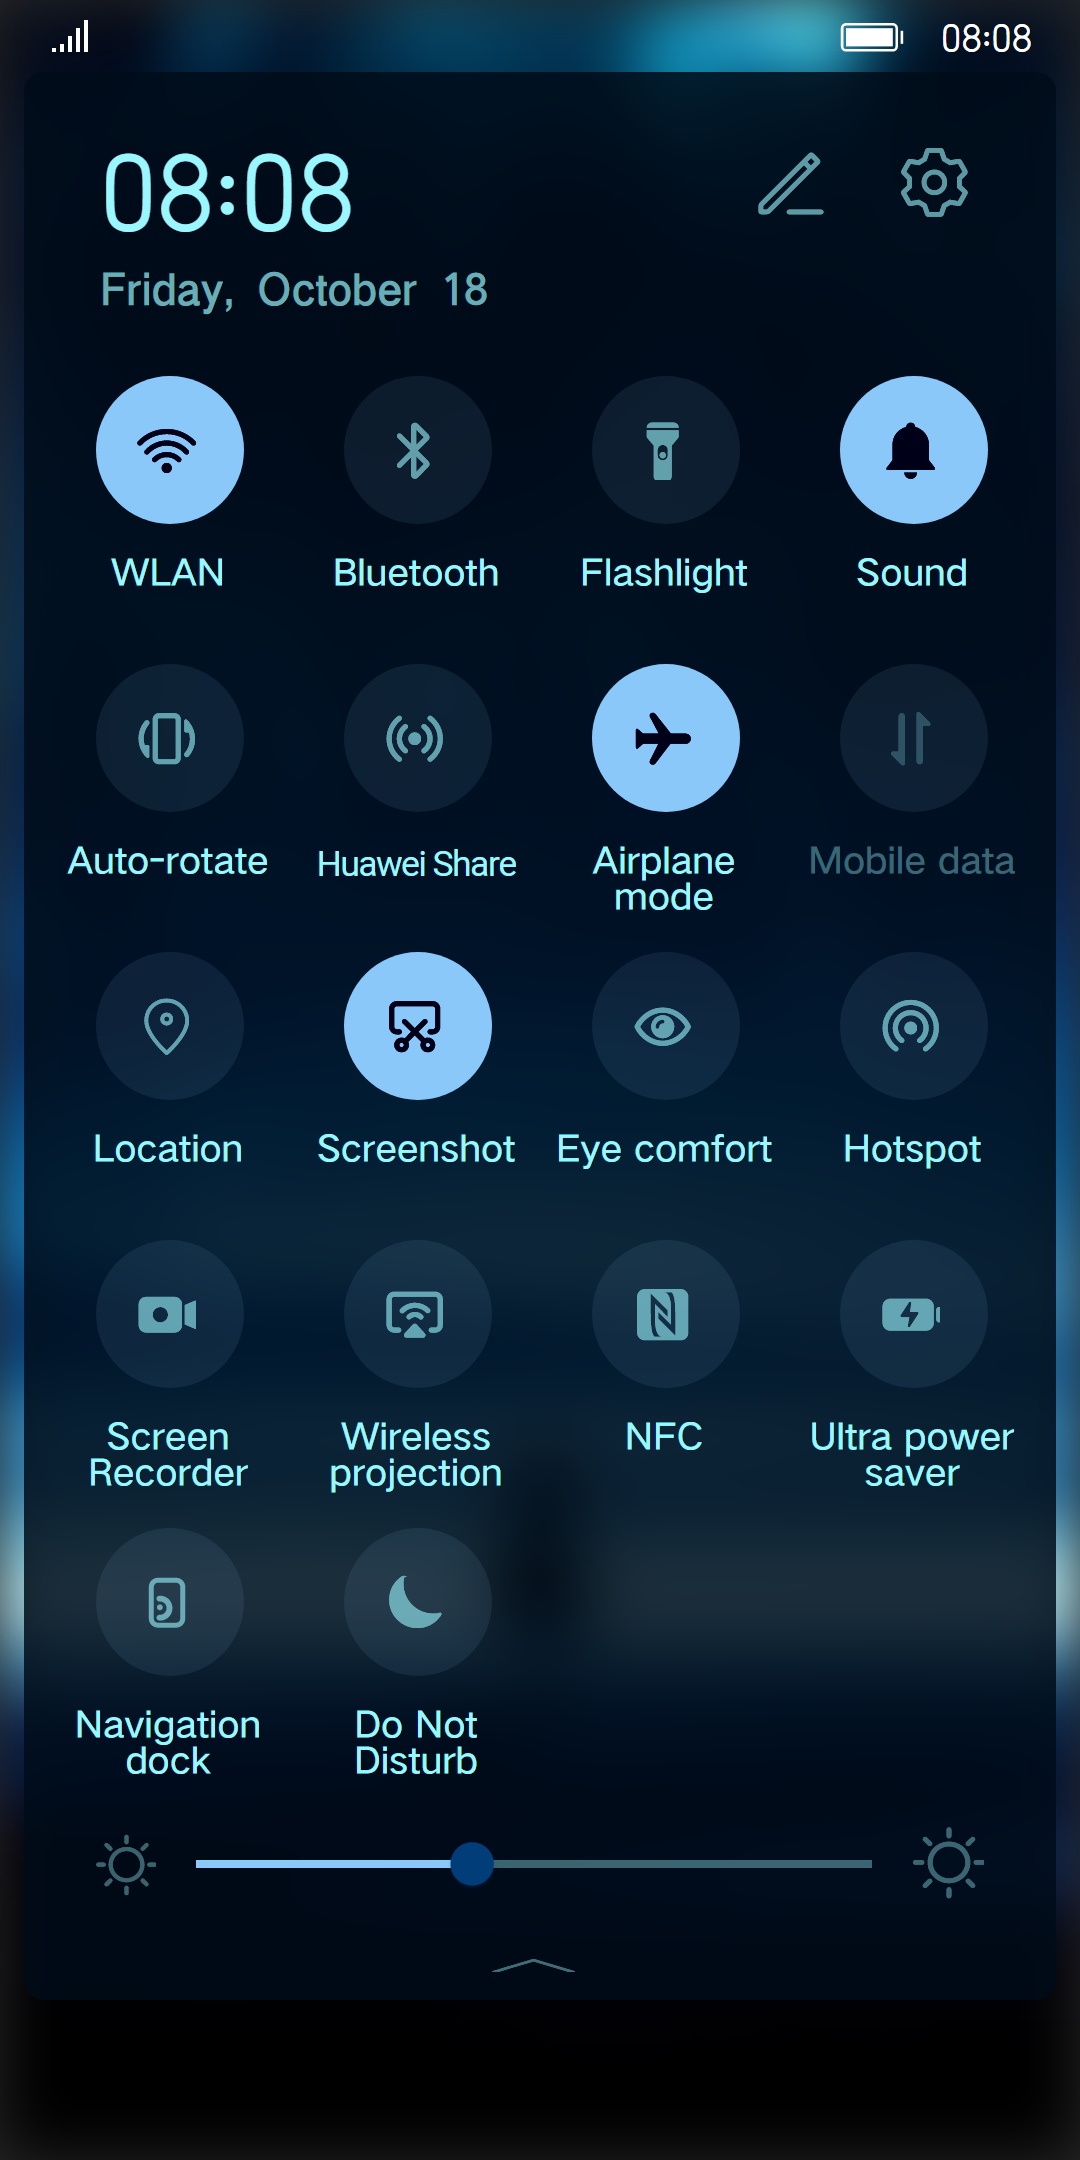 08:08
08:08
Friday, October 18
WLAN
Bluetooth
Flashlight
Sound
Auto-rotate
Huawei Share
Airplane
mode
Mobile data
Location
Screenshot
Eye comfort
Hotspot
Screen
Recorder
Wireless
projection
NFC
Ultra power
saver
Navigation
dock
Do Not
Disturb